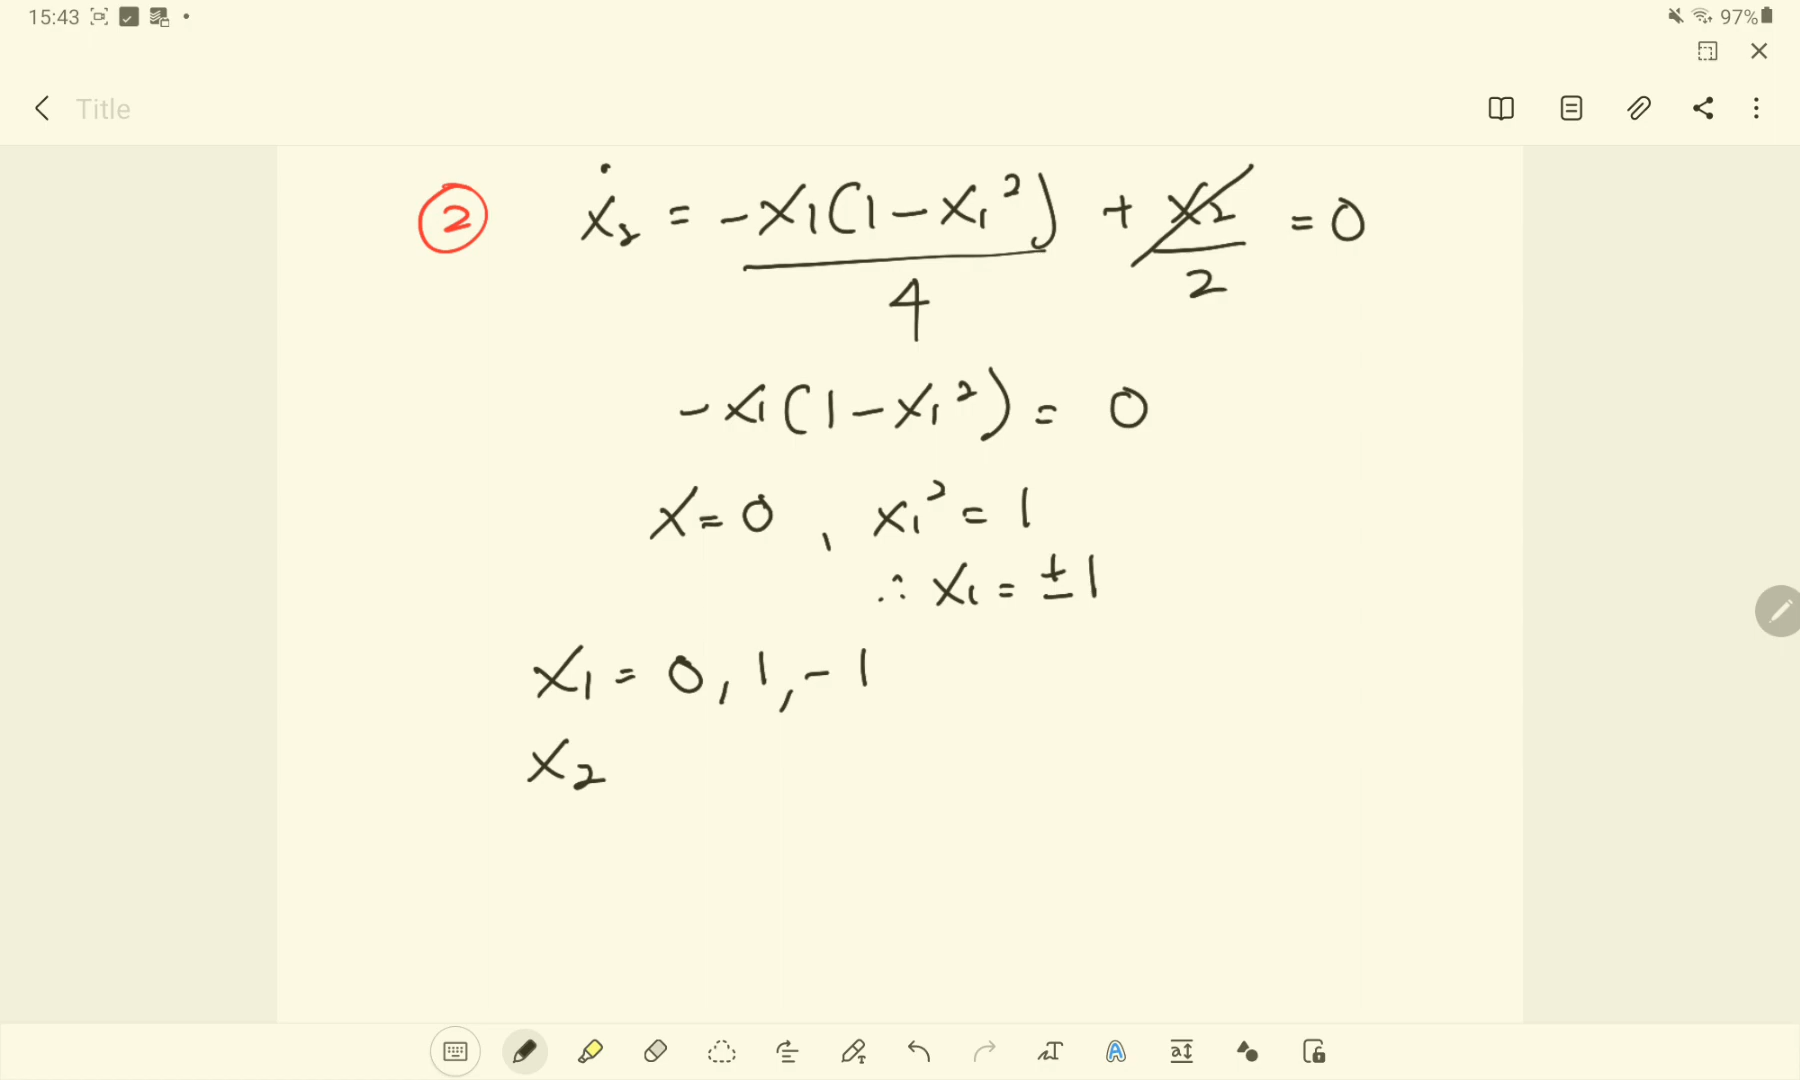 15:43 97%
Title
② ẋ₂ = -x₁(1-x₁²)/4 + x₂/2 = 0
-x₁(1-x₁²) = 0
x=0, x₁² = 1
∴ x₁ = ±1
x₁ = 0, 1, -1
x₂